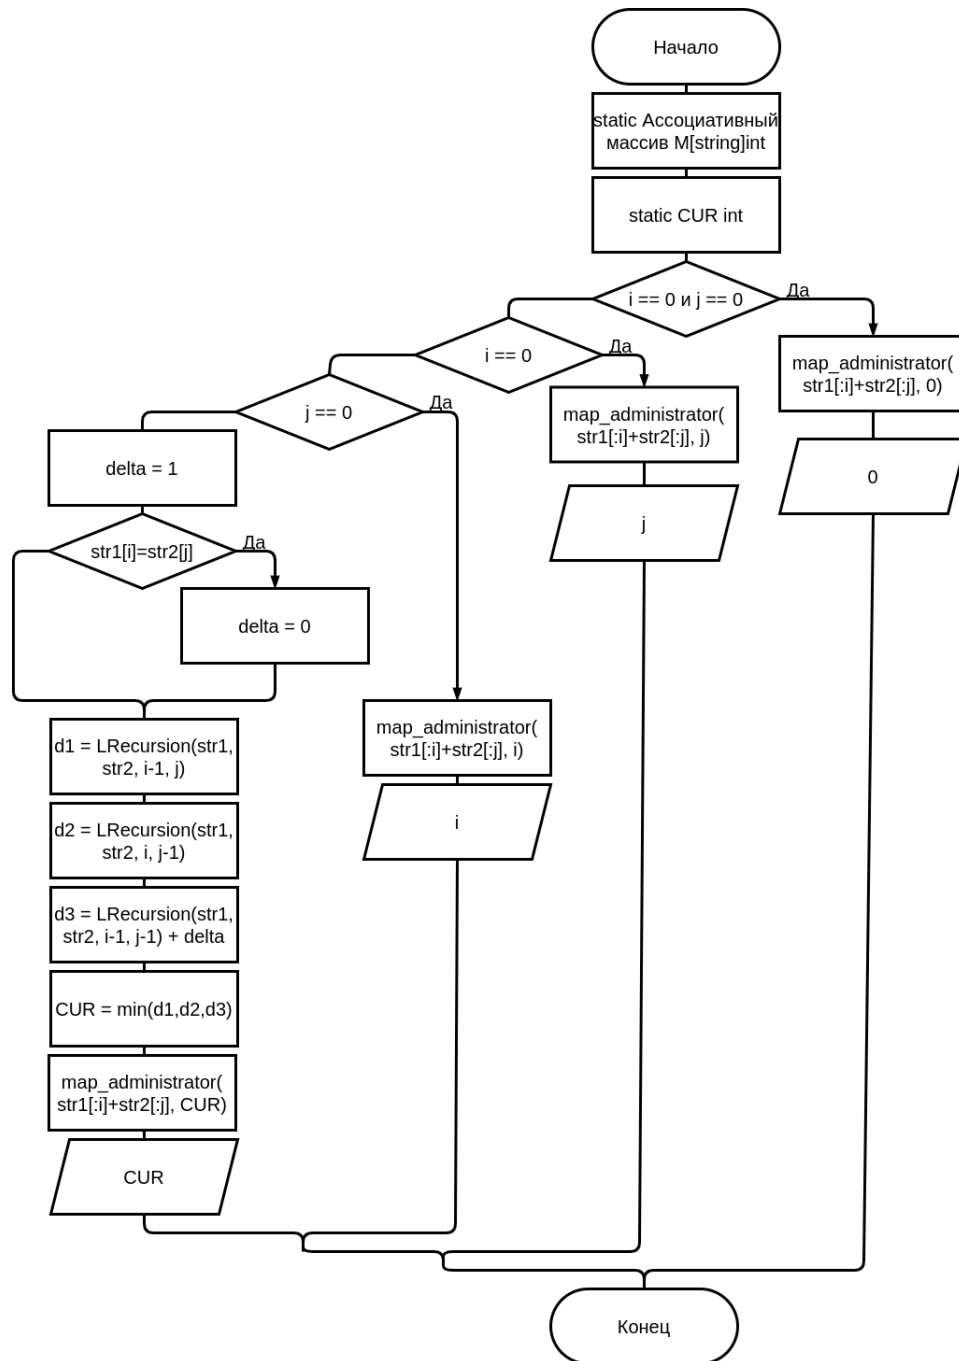 Начало
static Ассоциативный
массив M[string]int
static CUR int
i == 0 и j == 0
Да
map_administrator(
str1[:i]+str2[:j], 0)
0
i == 0
Да
map_administrator(
str1[:i]+str2[:j], j)
j
j == 0
Да
map_administrator(
str1[:i]+str2[:j], i)
i
delta = 1
str1[i]=str2[j]
Да
delta = 0
d1 = LRecursion(str1,
str2, i-1, j)
d2 = LRecursion(str1,
str2, i, j-1)
d3 = LRecursion(str1,
str2, i-1, j-1) + delta
CUR = min(d1,d2,d3)
map_administrator(
str1[:i]+str2[:j], CUR)
CUR
Конец